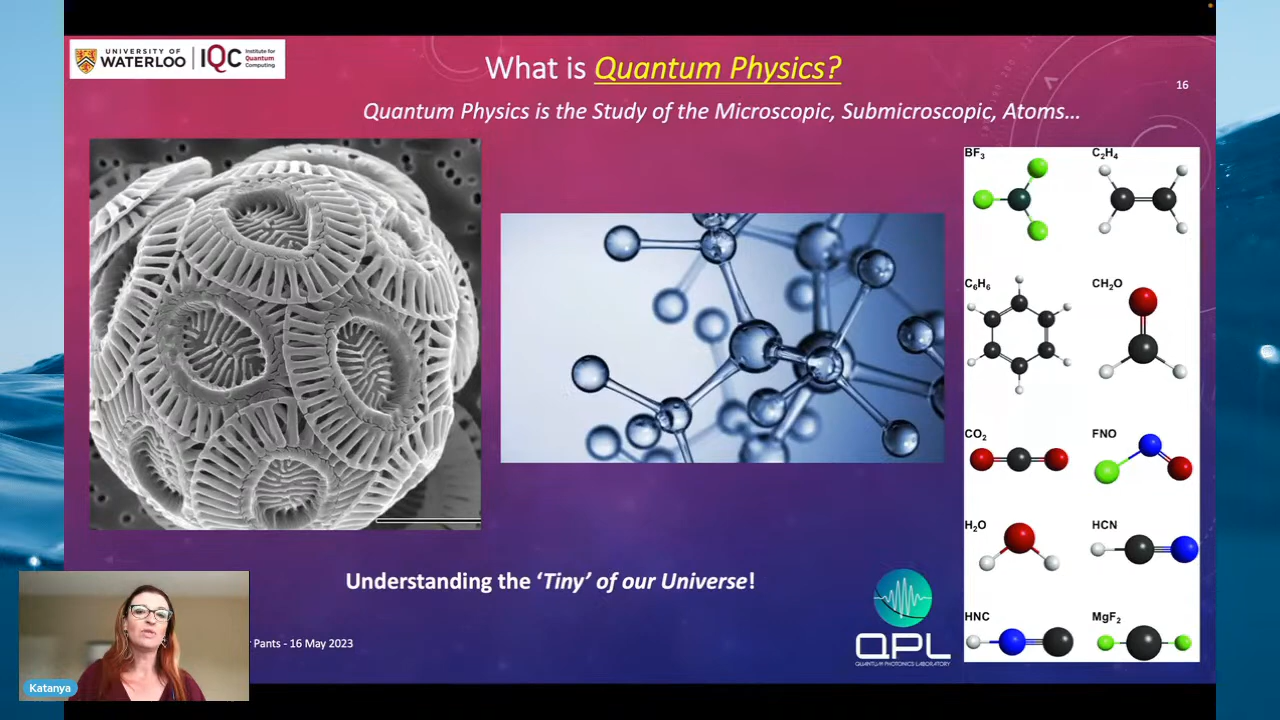 UNIVERSITY OF
WATERLOO
IQC
Institute for
Quantum
Computing
What is Quantum Physics?
16
Quantum Physics is the Study of the Microscopic, Submicroscopic, Atoms...
BF3
C2H4
C6H6
CH2O
CO2
FNO
H2O
HCN
HNC
MgF2
Understanding the ‘Tiny’ of our Universe!
Pants - 16 May 2023
QPL
QUANTUM PHOTONICS LABORATORY
Katanya